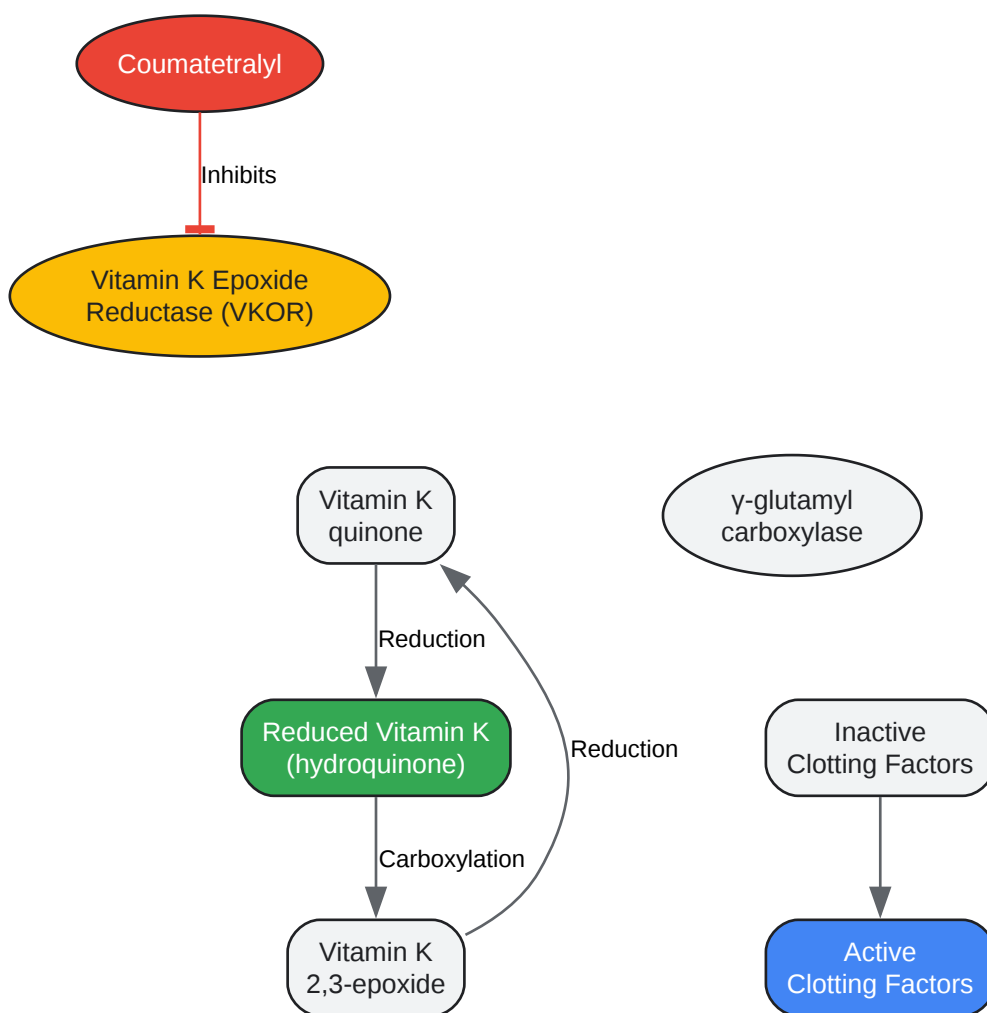 Coumatetralyl
Inhibits
Vitamin K Epoxide
Reductase (VKOR)
Vitamin K
quinone
γ-glutamyl
carboxylase
Reduction
Reduced Vitamin K
(hydroquinone)
Reduction
Inactive
Clotting Factors
Carboxylation
Vitamin K
2,3-epoxide
Active
Clotting Factors